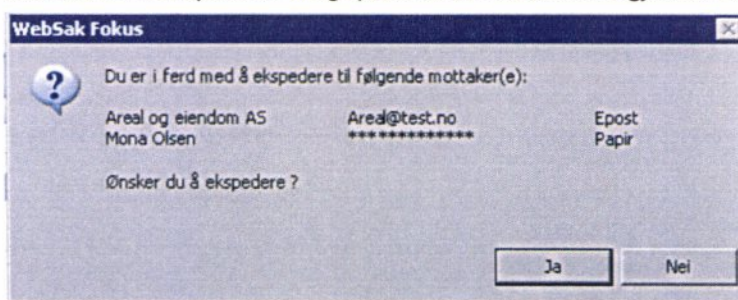 WebSak Fokus
Du er i ferd med å ekspedere til følgende mottaker(e):
Areal og eiendom AS Areal@test.no Epost
Mona Olsen ************* Papir
Ønsker du å ekspedere ?
Ja Nei